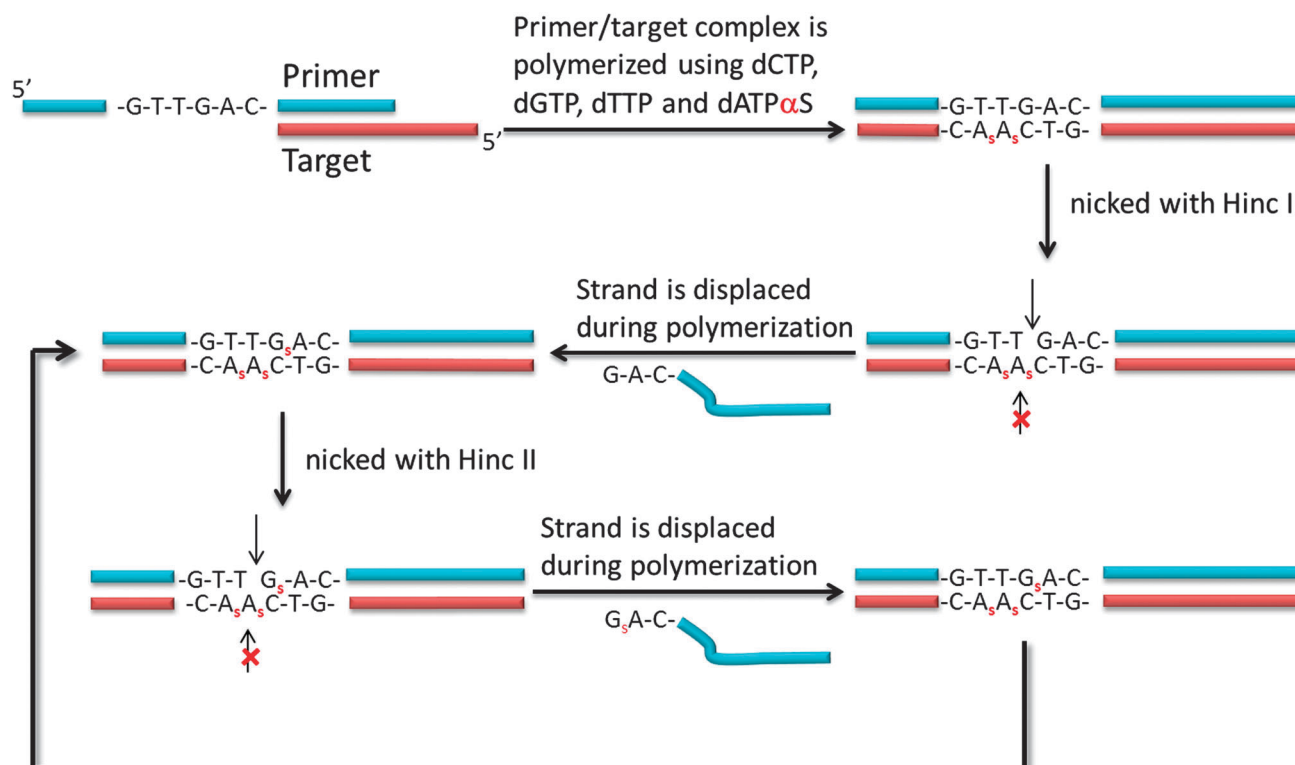 Primer/target complex is
polymerized using dCTP,
dGTP, dTTP and dATPαS
5’
Primer
-G-T-T-G-A-C-
Target
5’
-G-T-T-G-A-C-
-C-AsAsC-T-G-
nicked with Hinc I
Strand is displaced
during polymerization
-G-T-T-GsA-C-
-C-AsAsC-T-G-
G-A-C-
-G-T-T G-A-C-
-C-AsAsC-T-G-
nicked with Hinc II
Strand is displaced
during polymerization
-G-T-T Gs-A-C-
-C-AsAsC-T-G-
GsA-C-
-G-T-T-GsA-C-
-C-AsAsC-T-G-